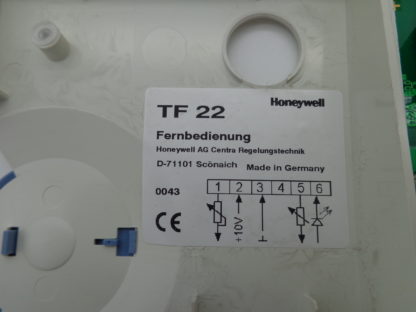 TF 22 Honeywell
Fernbedienung
Honeywell AG Centra Regelungstechnik
D-71101 Scönaich Made in Germany
0043 1 2 3 4 5 6
CE +10V